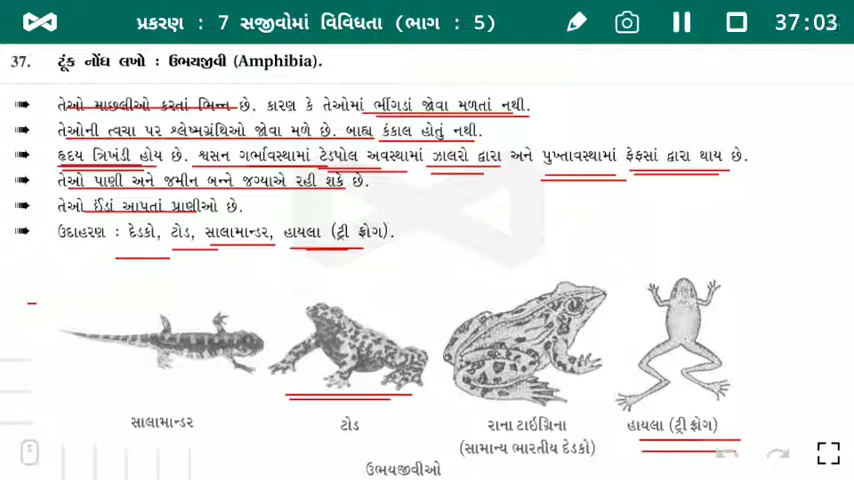 પ્રકરણ : 7 સજીવોમાં વિવિધતા (ભાગ : 5)
37:03
37. ટૂંક નોંધ લખો : ઉભયજીવી (Amphibia).
તેઓ માછલીઓ કરતાં ભિન્ન છે. કારણ કે તેઓમાં ભીંગડાં જોવા મળતાં નથી.
તેઓની ત્વચા પર શ્લેષ્મગ્રંથિઓ જોવા મળે છે. બાહ્ય કંકાલ હોતું નથી.
હૃદય ત્રિખંડી હોય છે. શ્વસન ગર્ભાવસ્થામાં ટેડપોલ અવસ્થામાં ઝાલરો દ્વારા અને પુખ્તાવસ્થામાં ફેફસાં દ્વારા થાય છે.
તેઓ પાણી અને જમીન બન્ને જગ્યાએ રહી શકે છે.
તેઓ ઈંડાં આપતાં પ્રાણીઓ છે.
ઉદાહરણ : દેડકો, ટોડ, સાલામાન્ડર, હાયલા (ટ્રી ફ્રોગ).
સાલામાન્ડર
ટોડ
રાના ટાઇગ્રિના
(સામાન્ય ભારતીય દેડકો)
હાયલા (ટ્રી ફ્રોગ)
ઉભયજીવીઓ